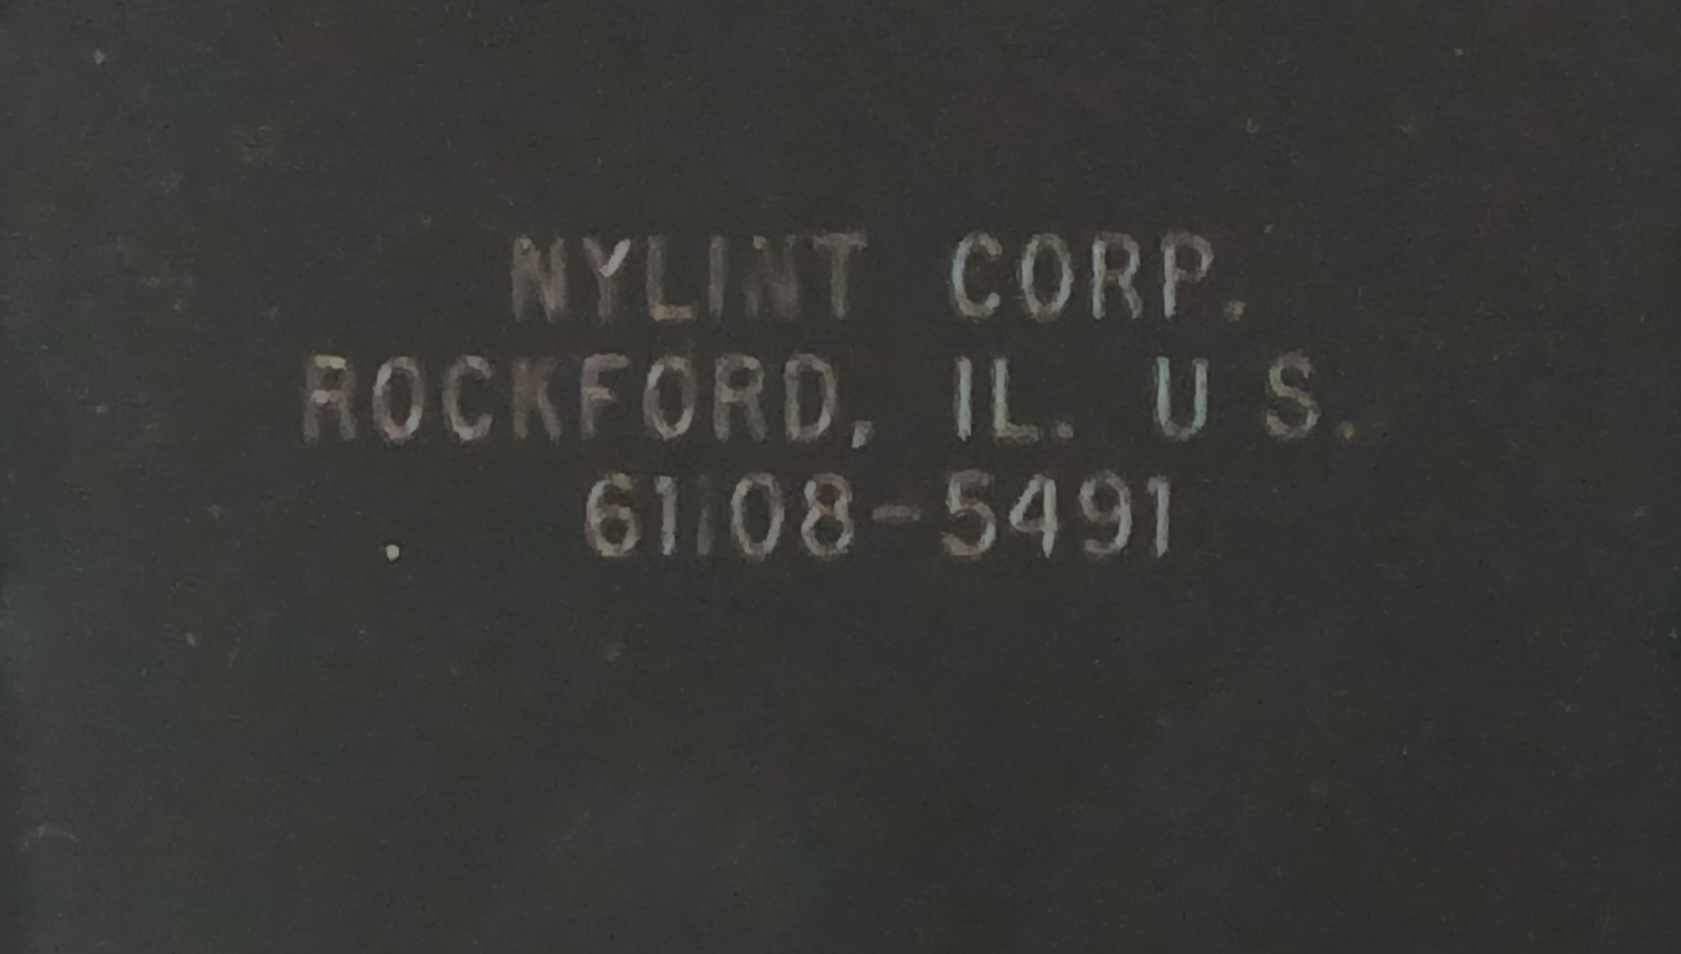 NYLINT CORP.
ROCKFORD, IL. U S.
61108-5491